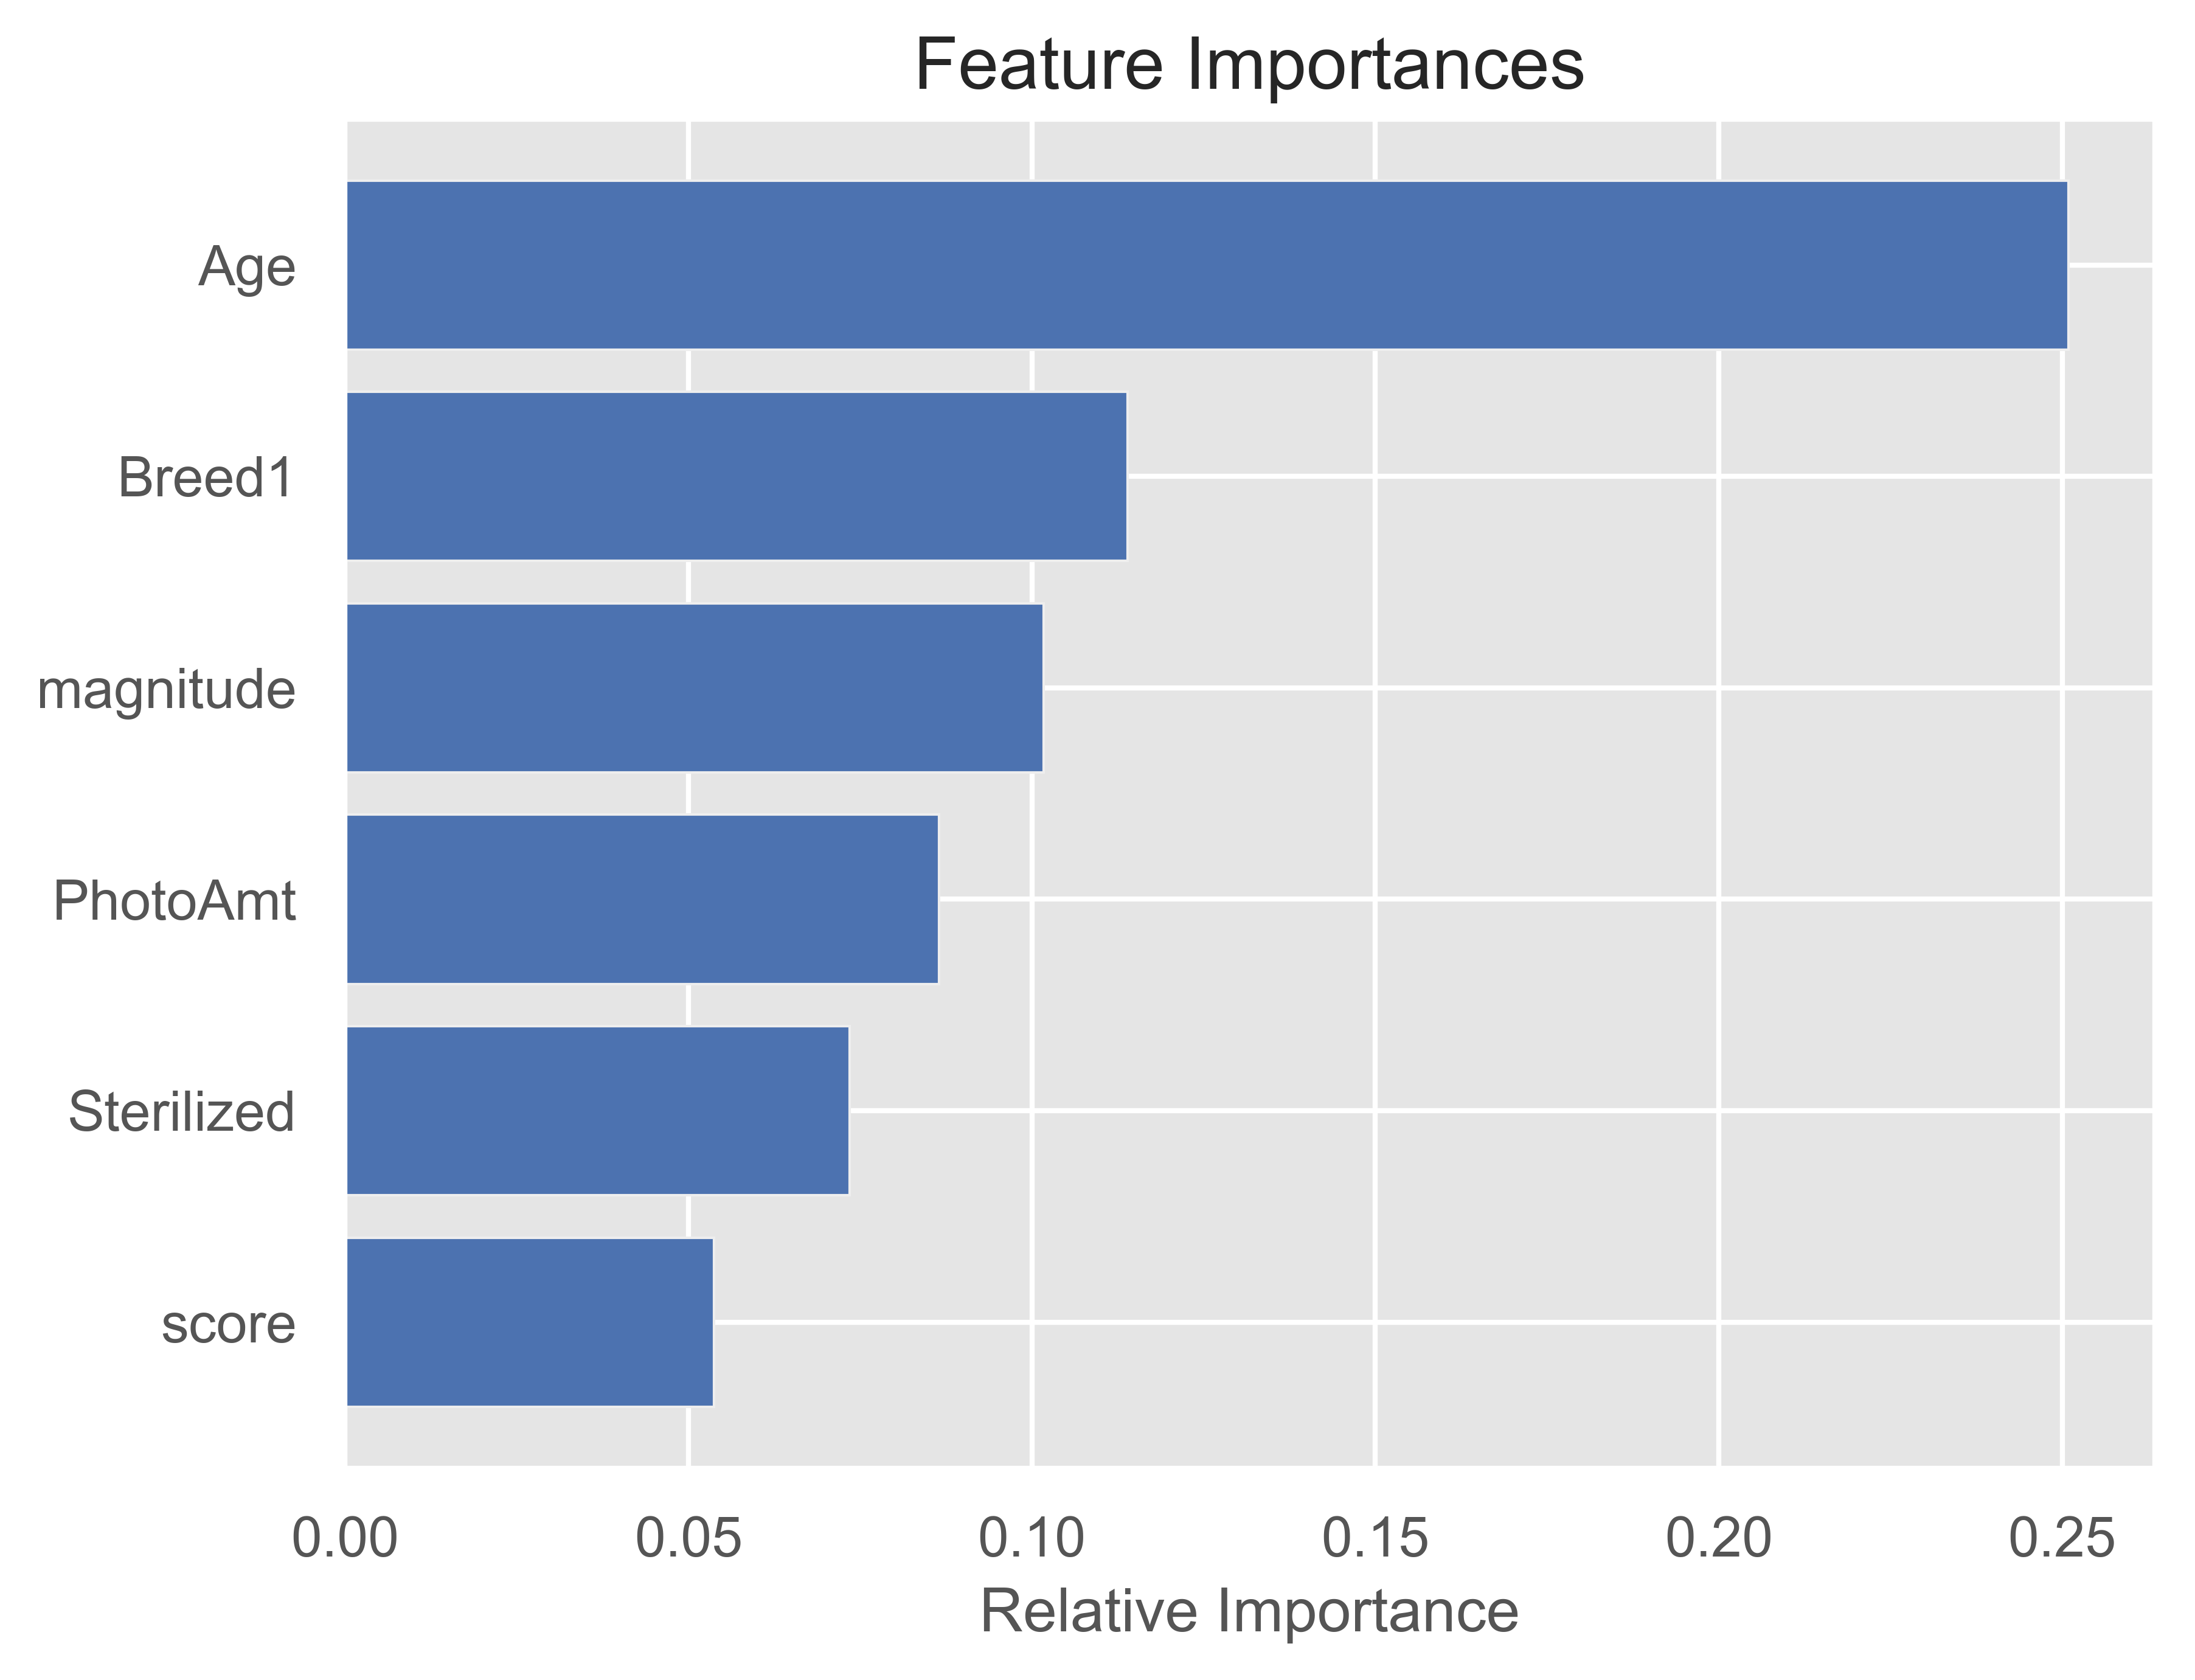 Feature Importances
Age
Breed1
magnitude
PhotoAmt
Sterilized
score
0.00 0.05 0.10 0.15 0.20 0.25
Relative Importance